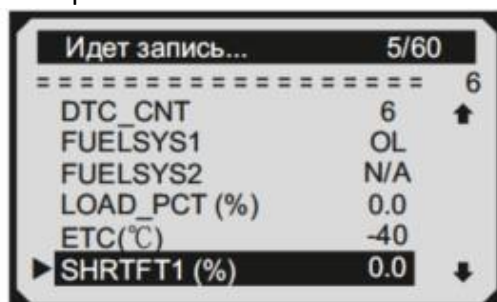 Идет запись... 5/60
= = = = = = = = = = = = = = = = = = = 6
DTC_CNT 6
FUELSYS1 OL
FUELSYS2 N/A
LOAD_PCT (%) 0.0
ETC(℃) -40
SHRTFT1 (%) 0.0